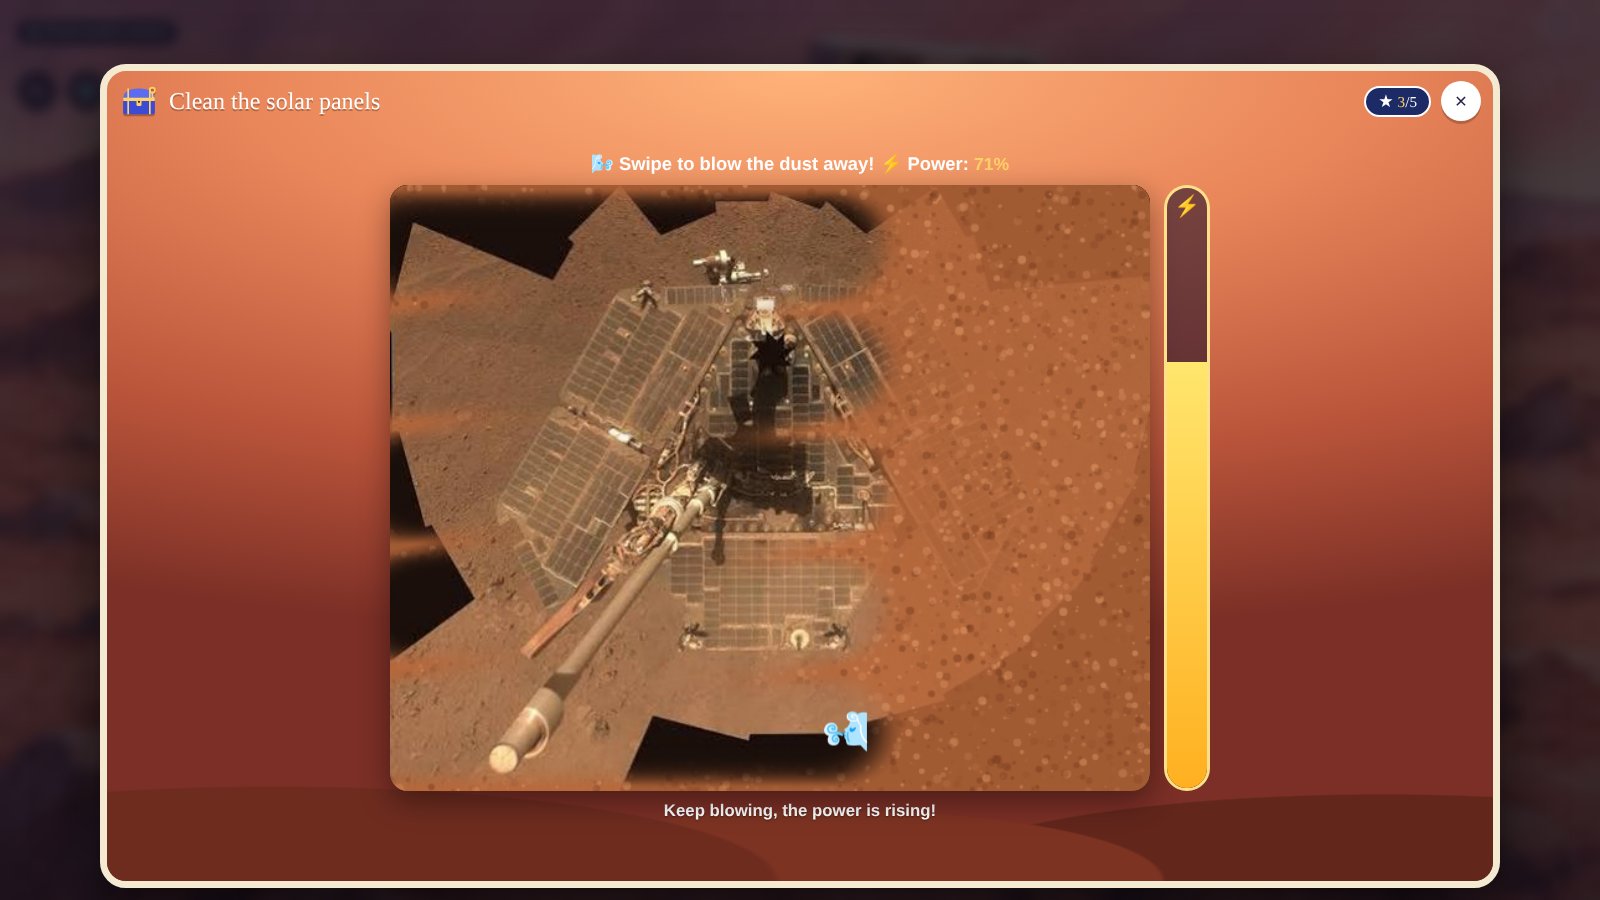 Clean the solar panels
★ 3/5
✕
🌬️ Swipe to blow the dust away! ⚡ Power: 71%
Keep blowing, the power is rising!